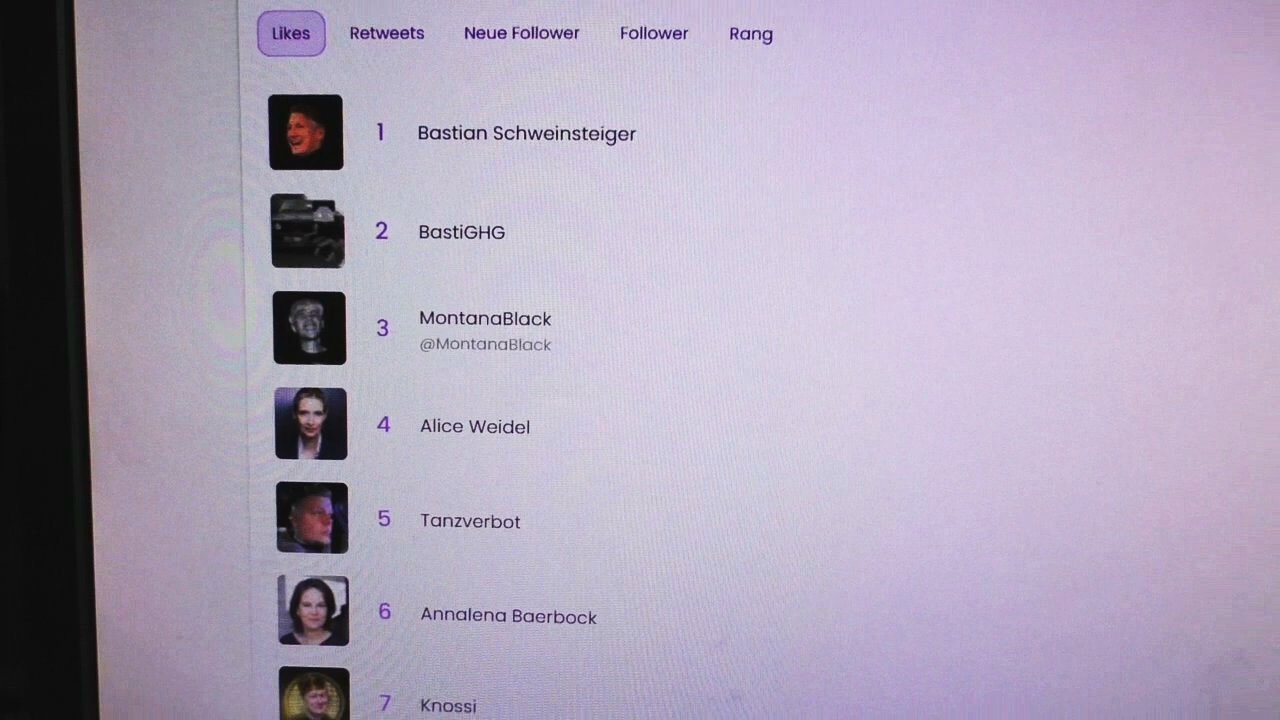 Likes Retweets Neue Follower Follower Rang
1 Bastian Schweinsteiger
2 BastiGHG
3 MontanaBlack
@MontanaBlack
4 Alice Weidel
5 Tanzverbot
6 Annalena Baerbock
7 Knossi